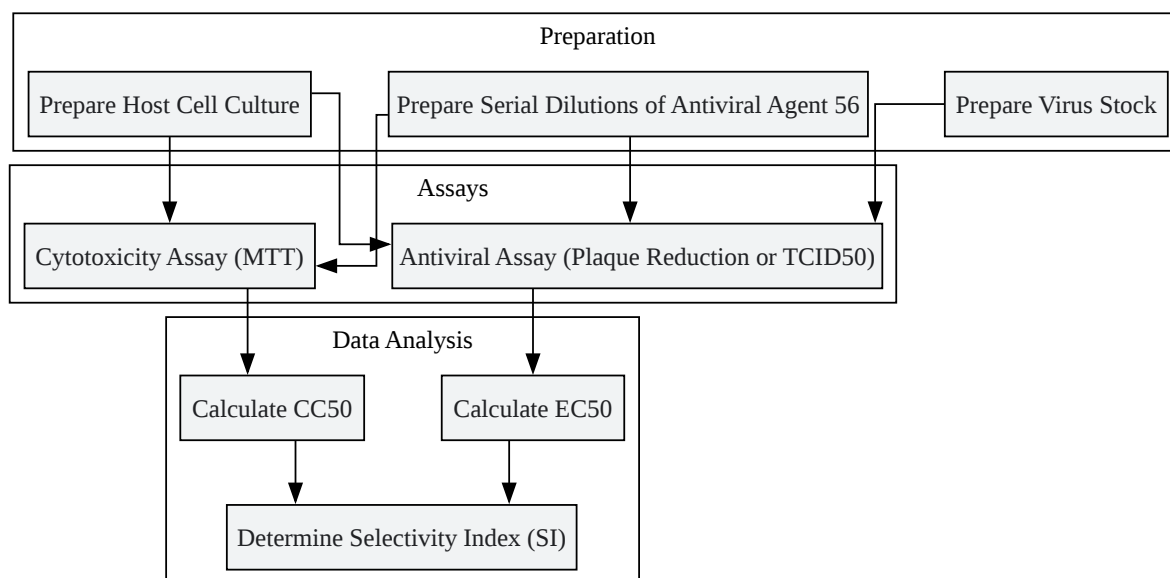 Preparation
Prepare Host Cell Culture
Prepare Serial Dilutions of Antiviral Agent 56
Prepare Virus Stock
Assays
Cytotoxicity Assay (MTT)
Antiviral Assay (Plaque Reduction or TCID50)
Data Analysis
Calculate CC50
Calculate EC50
Determine Selectivity Index (SI)